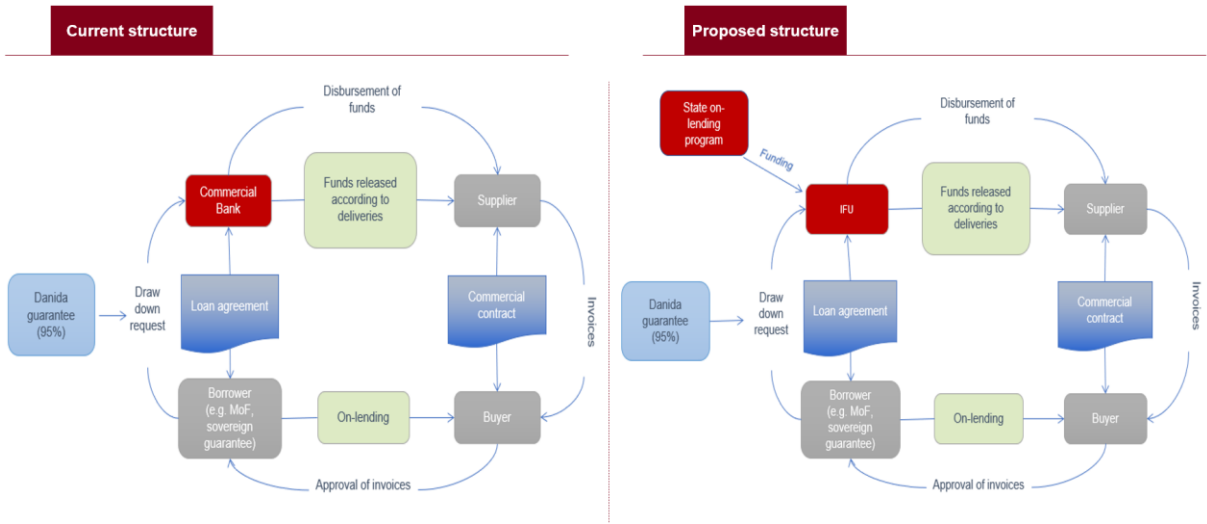 Current structure
Disbursement of
funds
Commercial
Bank
Funds released
according to
deliveries
Supplier
Danida
guarantee
(95%)
Draw
down
request
Loan agreement
Commercial
contract
Invoices
Borrower
(e.g. MoF,
sovereign
guarantee)
On-lending
Buyer
Approval of invoices
Proposed structure
State on-
lending
program
Funding
Disbursement of
funds
IFU
Funds released
according to
deliveries
Supplier
Danida
guarantee
(95%)
Draw
down
request
Loan agreement
Commercial
contract
Invoices
Borrower
(e.g. MoF,
sovereign
guarantee)
On-lending
Buyer
Approval of invoices